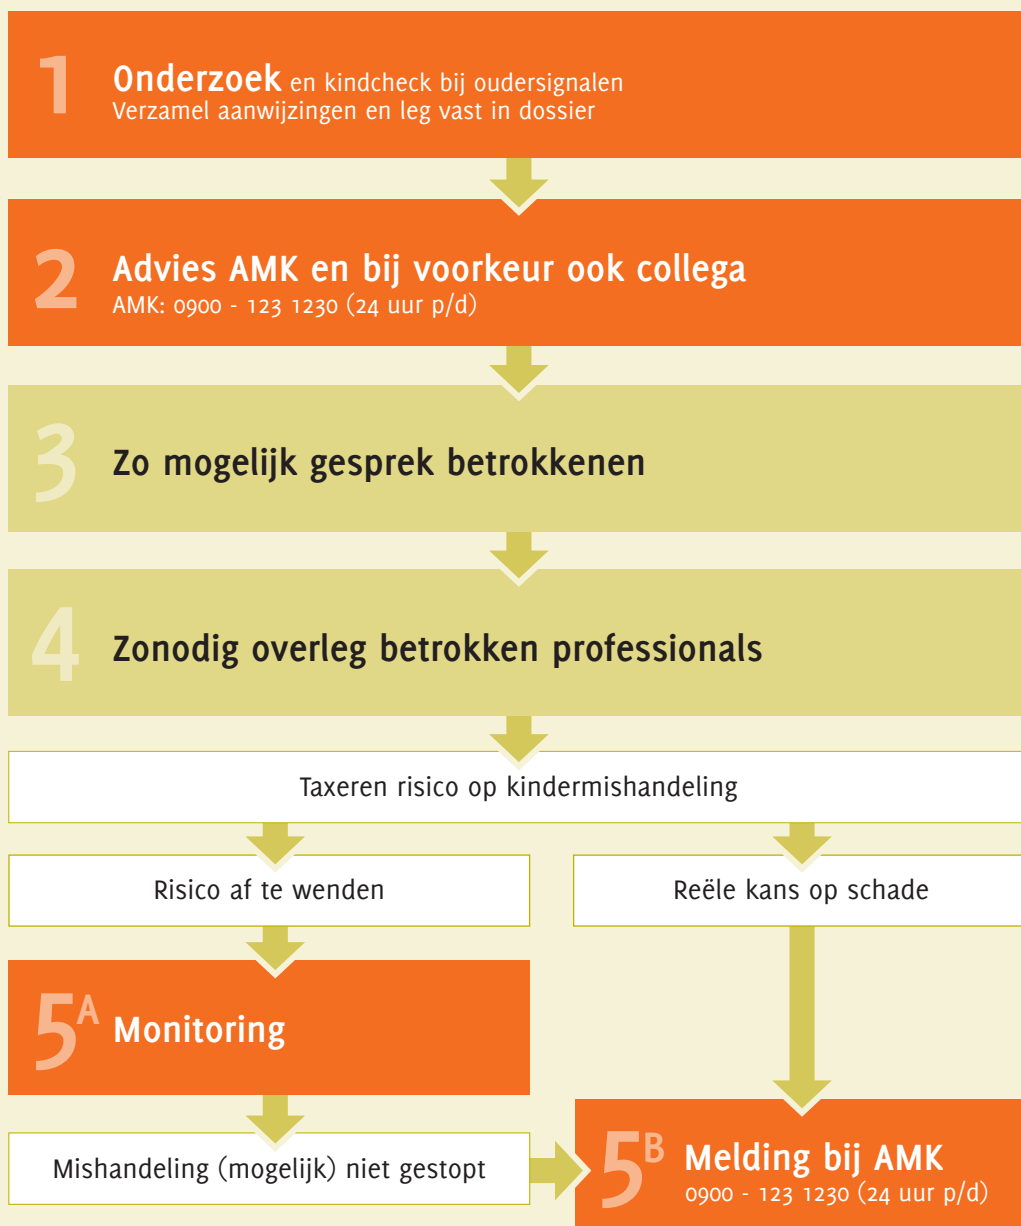 1
Onderzoek en kindcheck bij oudersignalen
Verzamel aanwijzingen en leg vast in dossier
2
Advies AMK en bij voorkeur ook collega
AMK: 0900 - 123 1230 (24 uur p/d)
3
Zo mogelijk gesprek betrokkenen
4
Zonodig overleg betrokken professionals
Taxeren risico op kindermishandeling
Risico af te wenden
Reële kans op schade
5A
Monitoring
Mishandeling (mogelijk) niet gestopt
5B
Melding bij AMK
0900 - 123 1230 (24 uur p/d)